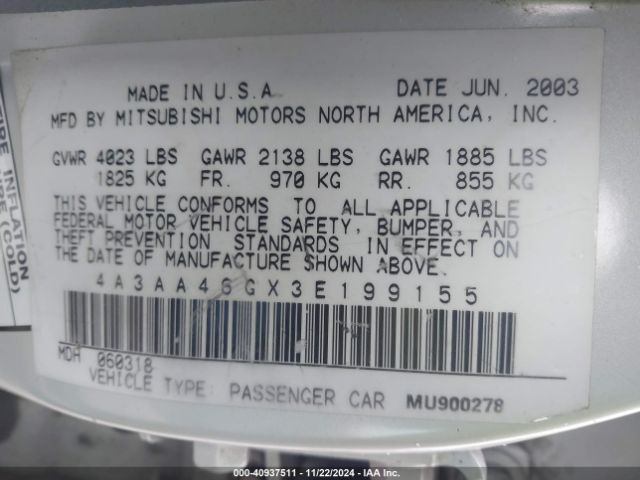 MADE IN U.S.A DATE JUN. 2003
MFD BY MITSUBISHI MOTORS NORTH AMERICA, INC.
GVWR 4023 LBS GAWR 2138 LBS GAWR 1885 LBS
1825 KG FR. 970 KG RR. 855 KG
THIS VEHICLE CONFORMS TO ALL APPLICABLE
FEDERAL MOTOR VEHICLE SAFETY, BUMPER, AND
THEFT PREVENTION STANDARDS IN EFFECT ON
THE DATE OF MANUFACTURE SHOWN ABOVE.
4A3AA46GX3E199155
MDH 060318
VEHICLE TYPE: PASSENGER CAR MU900278
INFLATION
(COLD)
000-40937511 - 11/22/2024 - IAA Inc.